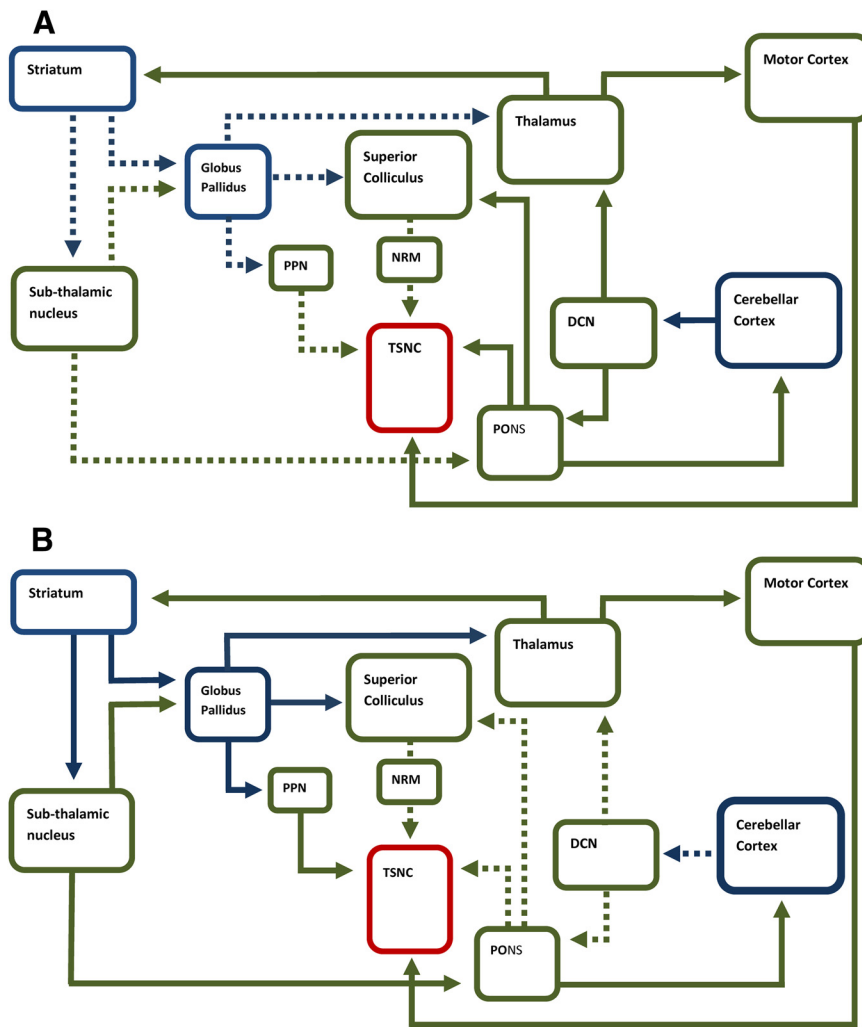 A
Striatum
Motor Cortex
Thalamus
Superior
Colliculus
Globus
Pallidus
NRM
PPN
Sub-thalamic
nucleus
Cerebellar
Cortex
DCN
TSNC
PONS
B
Striatum
Motor Cortex
Thalamus
Superior
Colliculus
Globus
Pallidus
NRM
PPN
Sub-thalamic
nucleus
Cerebellar
Cortex
DCN
TSNC
PONS